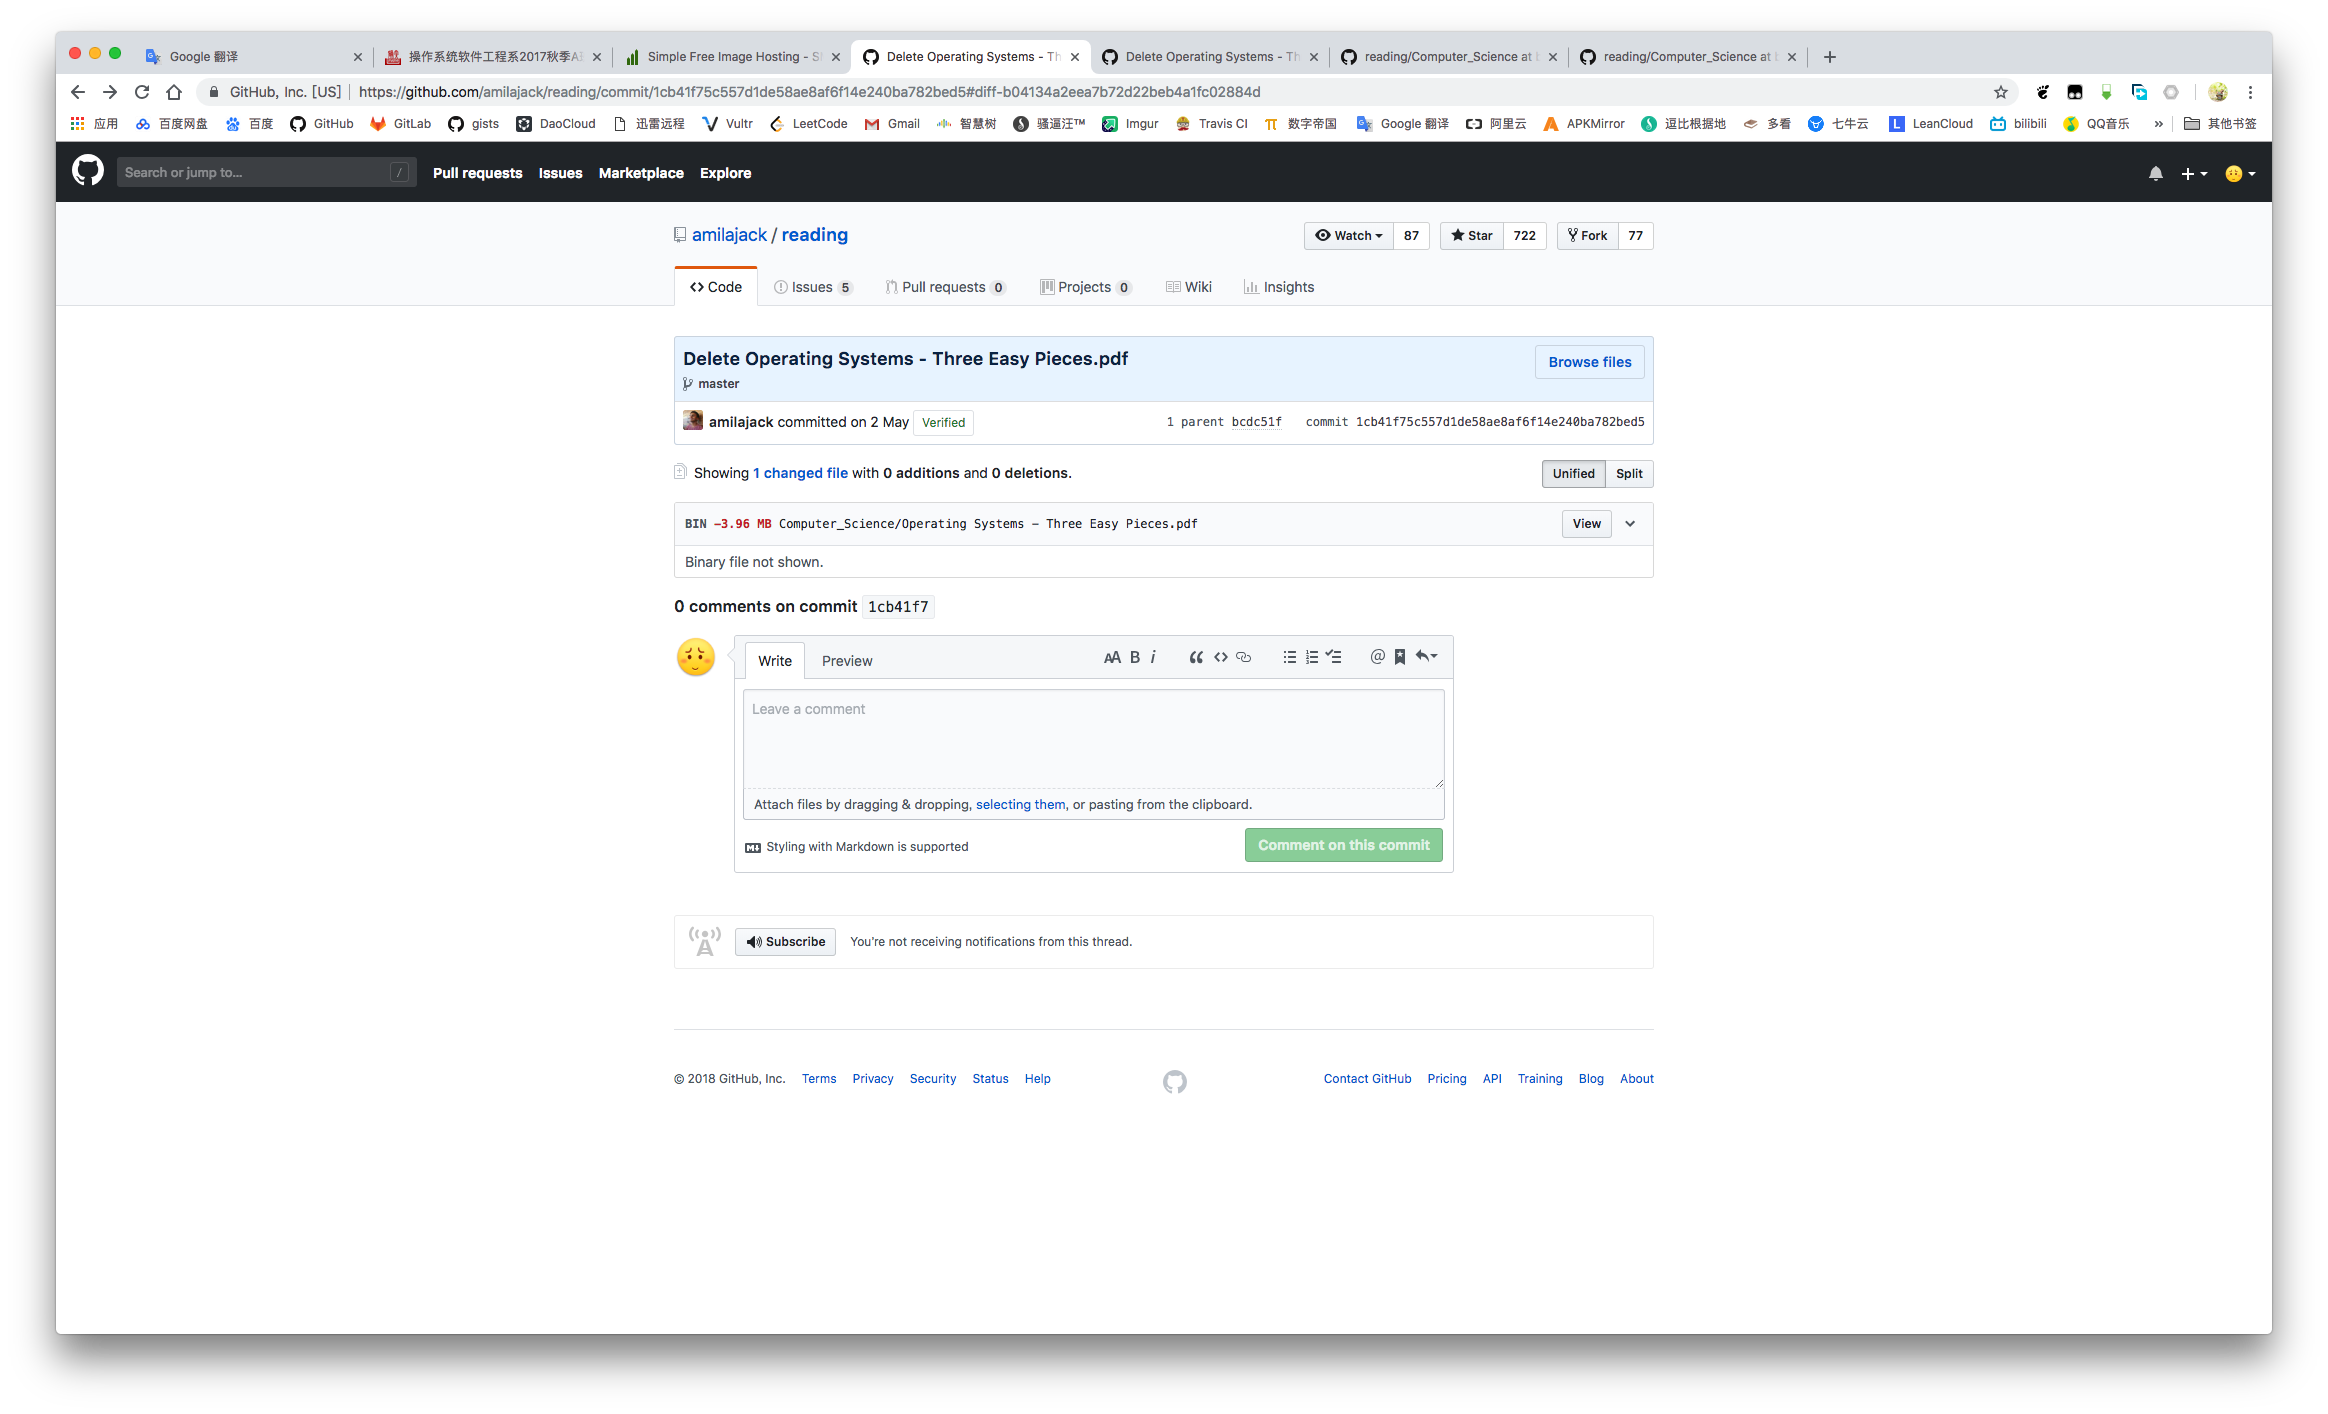 Google 翻译
操作系统软件工程系2017秋季A
Simple Free Image Hosting - S
Delete Operating Systems - Th
Delete Operating Systems - Th
reading/Computer_Science at
reading/Computer_Science at
GitHub, Inc. [US] https://github.com/amilajack/reading/commit/1cb41f75c557d1de58ae8af6f14e240ba782bed5#diff-b04134a2eea7b72d22beb4a1fc02884d
应用 百度网盘 百度 GitHub GitLab gists DaoCloud 迅雷远程 Vultr LeetCode Gmail 智慧树 骚逼汪™ Imgur Travis CI 数字帝国 Google 翻译 阿里云 APKMirror 逗比根据地 多看 七牛云 LeanCloud bilibili QQ音乐 » 其他书签
Search or jump to... / Pull requests Issues Marketplace Explore
amilajack / reading Watch 87 Star 722 Fork 77
Code Issues 5 Pull requests 0 Projects 0 Wiki Insights
Delete Operating Systems - Three Easy Pieces.pdf
Browse files
master
amilajack committed on 2 May Verified 1 parent bcdc51f commit 1cb41f75c557d1de58ae8af6f14e240ba782bed5
Showing 1 changed file with 0 additions and 0 deletions. Unified Split
BIN −3.96 MB Computer_Science/Operating Systems - Three Easy Pieces.pdf View
Binary file not shown.
0 comments on commit 1cb41f7
Write Preview AA B i
Leave a comment
Attach files by dragging & dropping, selecting them, or pasting from the clipboard.
Styling with Markdown is supported Comment on this commit
Subscribe You're not receiving notifications from this thread.
© 2018 GitHub, Inc. Terms Privacy Security Status Help Contact GitHub Pricing API Training Blog About